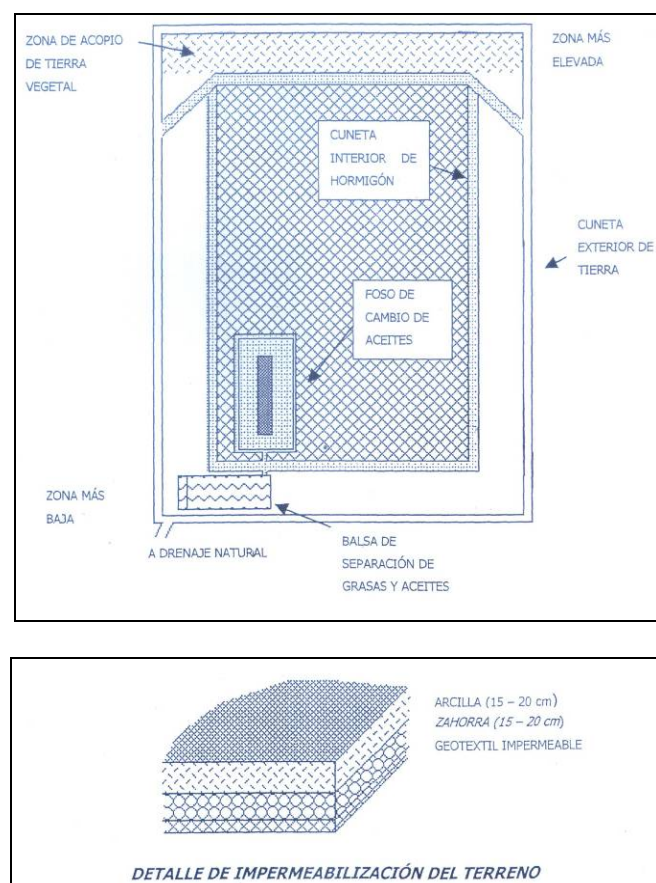 ZONA DE ACOPIO
DE TIERRA
VEGETAL
ZONA MÁS
ELEVADA
CUNETA
INTERIOR DE
HORMIGÓN
CUNETA
EXTERIOR DE
TIERRA
FOSO DE
CAMBIO DE
ACEITES
ZONA MÁS
BAJA
A DRENAJE NATURAL
BALSA DE
SEPARACIÓN DE
GRASAS Y ACEITES
ARCILLA (15 – 20 cm)
ZAHORRA (15 – 20 cm)
GEOTEXTIL IMPERMEABLE
DETALLE DE IMPERMEABILIZACIÓN DEL TERRENO